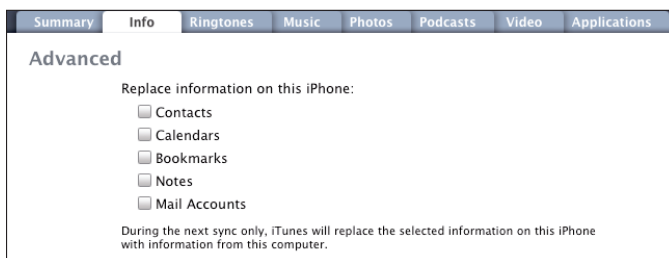 Summary Info Ringtones Music Photos Podcasts Video Applications
Advanced
Replace information on this iPhone:
Contacts
Calendars
Bookmarks
Notes
Mail Accounts
During the next sync only, iTunes will replace the selected information on this iPhone
with information from this computer.